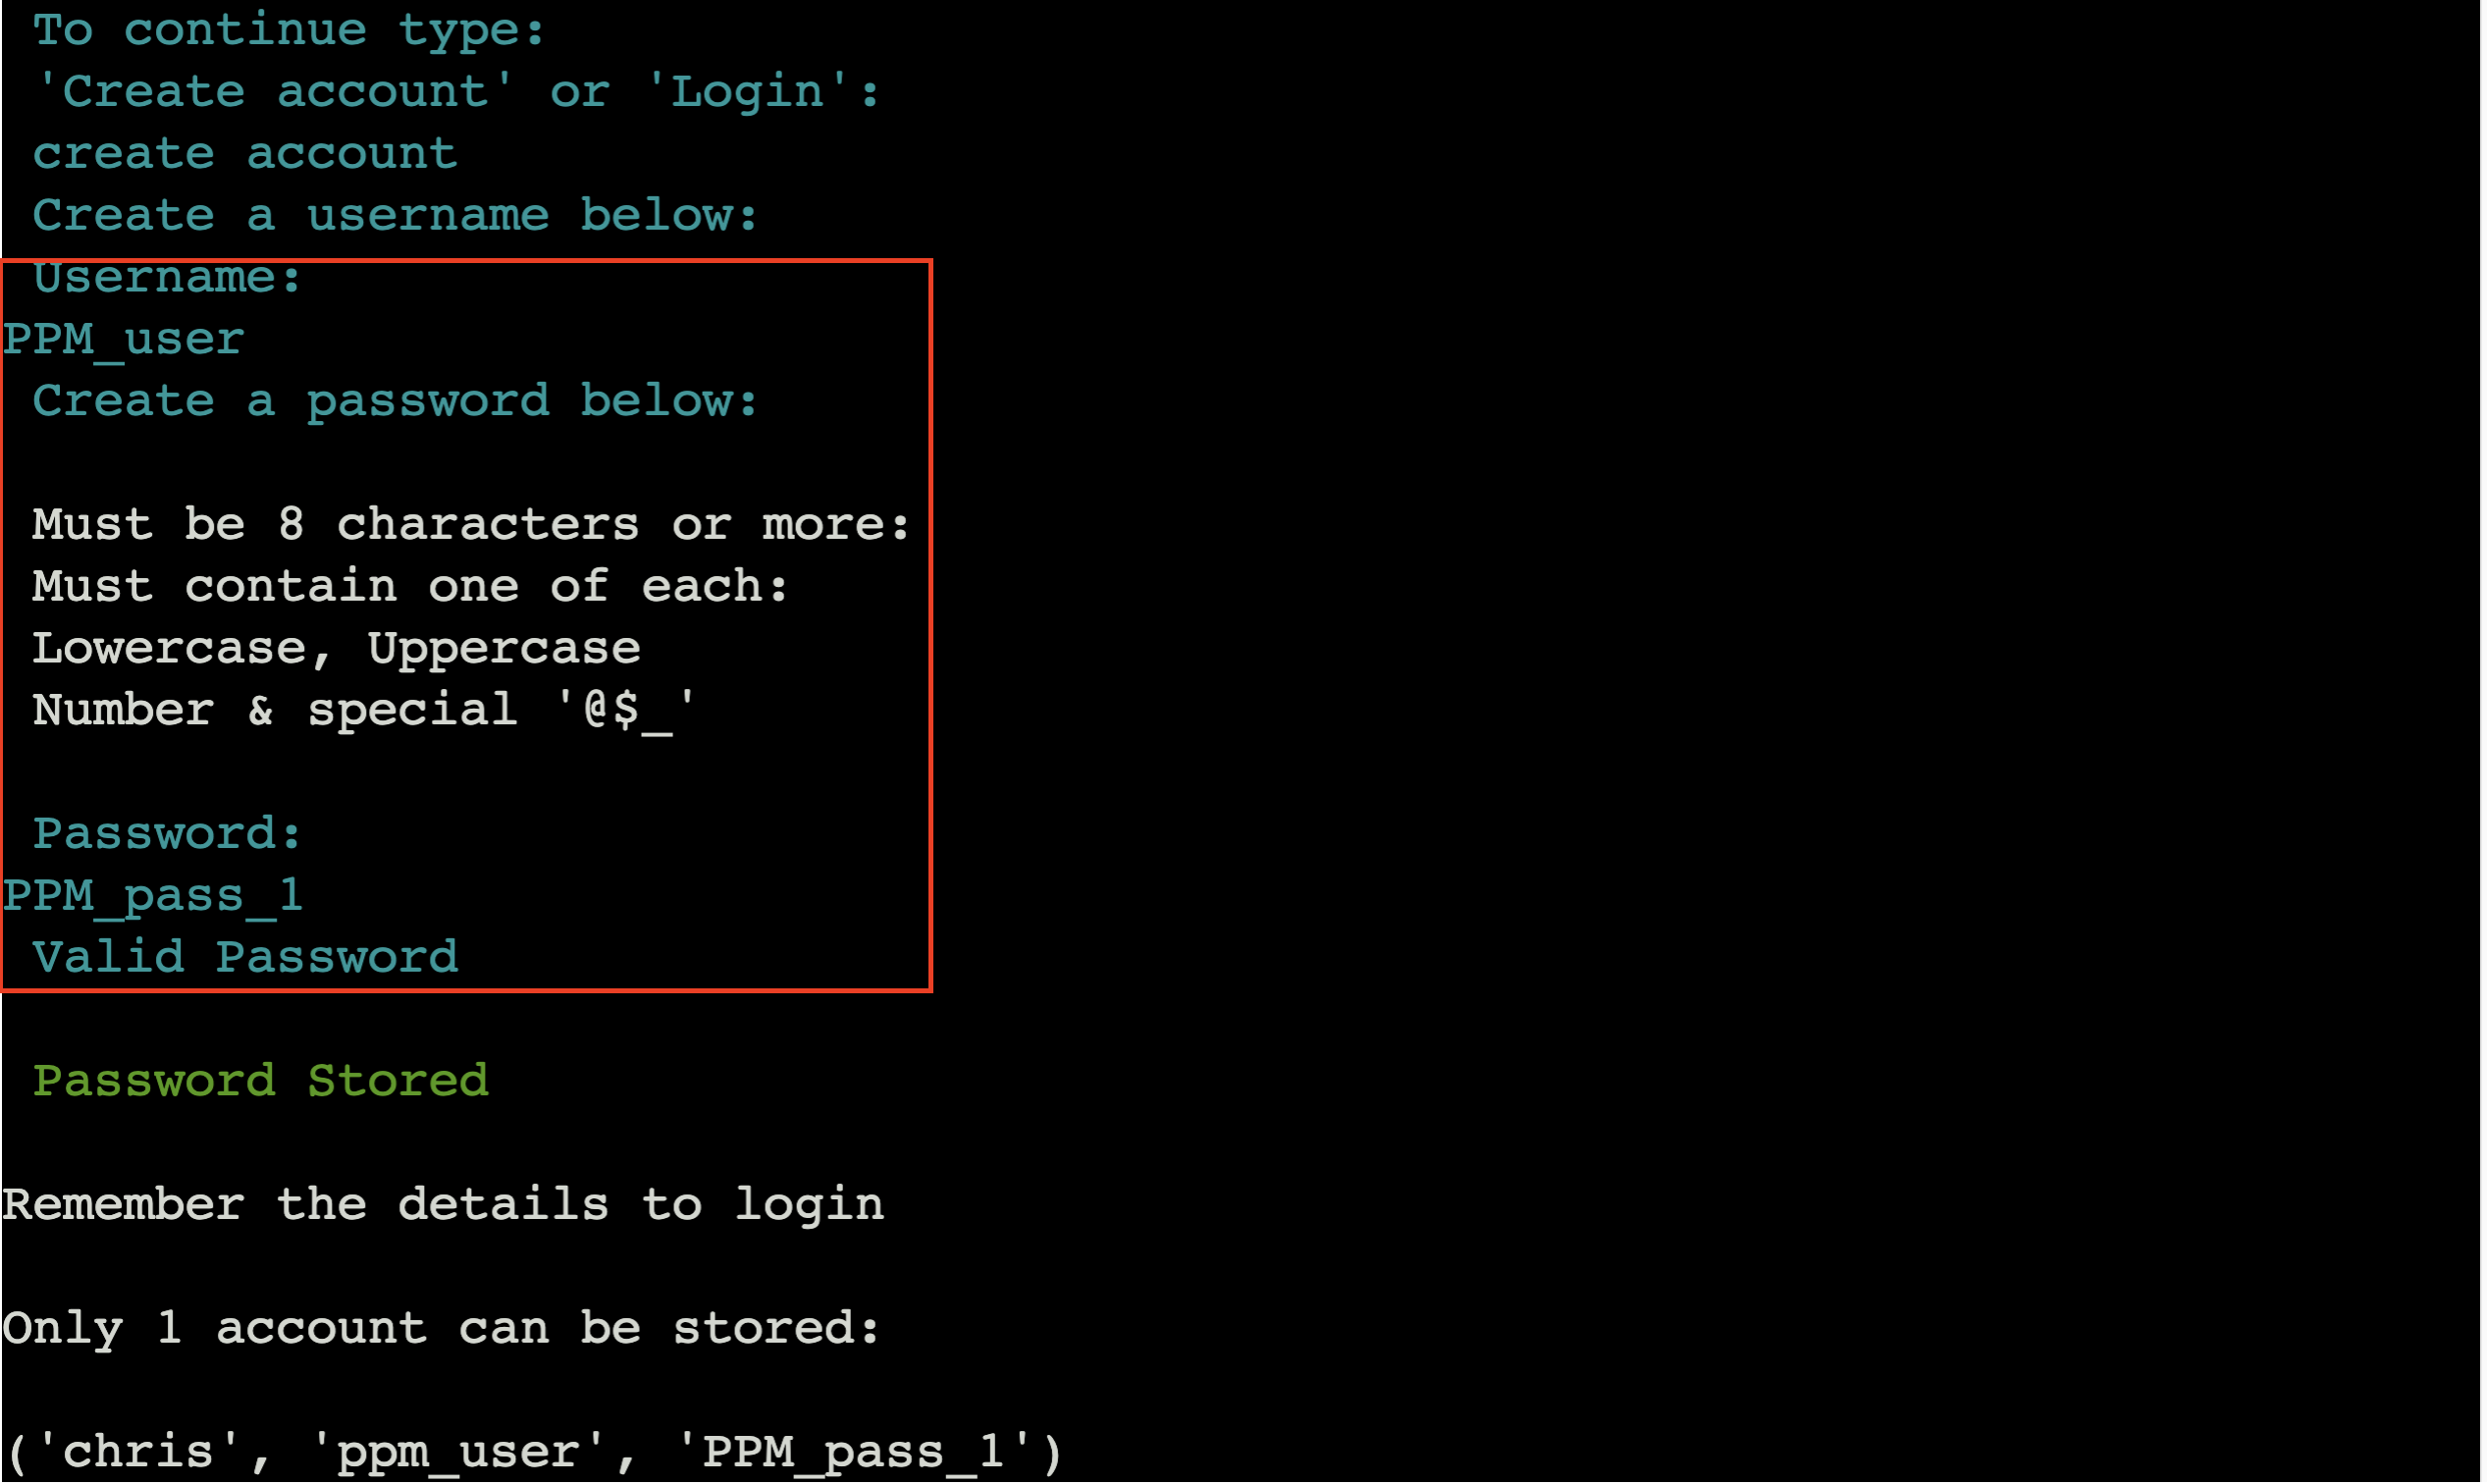 To continue type:
'Create account' or 'Login':
create account
Create a username below:
Username:
PPM_user
Create a password below:
Must be 8 characters or more:
Must contain one of each:
Lowercase, Uppercase
Number & special '@$_'
Password:
PPM_pass_1
Valid Password
Password Stored
Remember the details to login
Only 1 account can be stored:
('chris', 'ppm_user', 'PPM_pass_1')